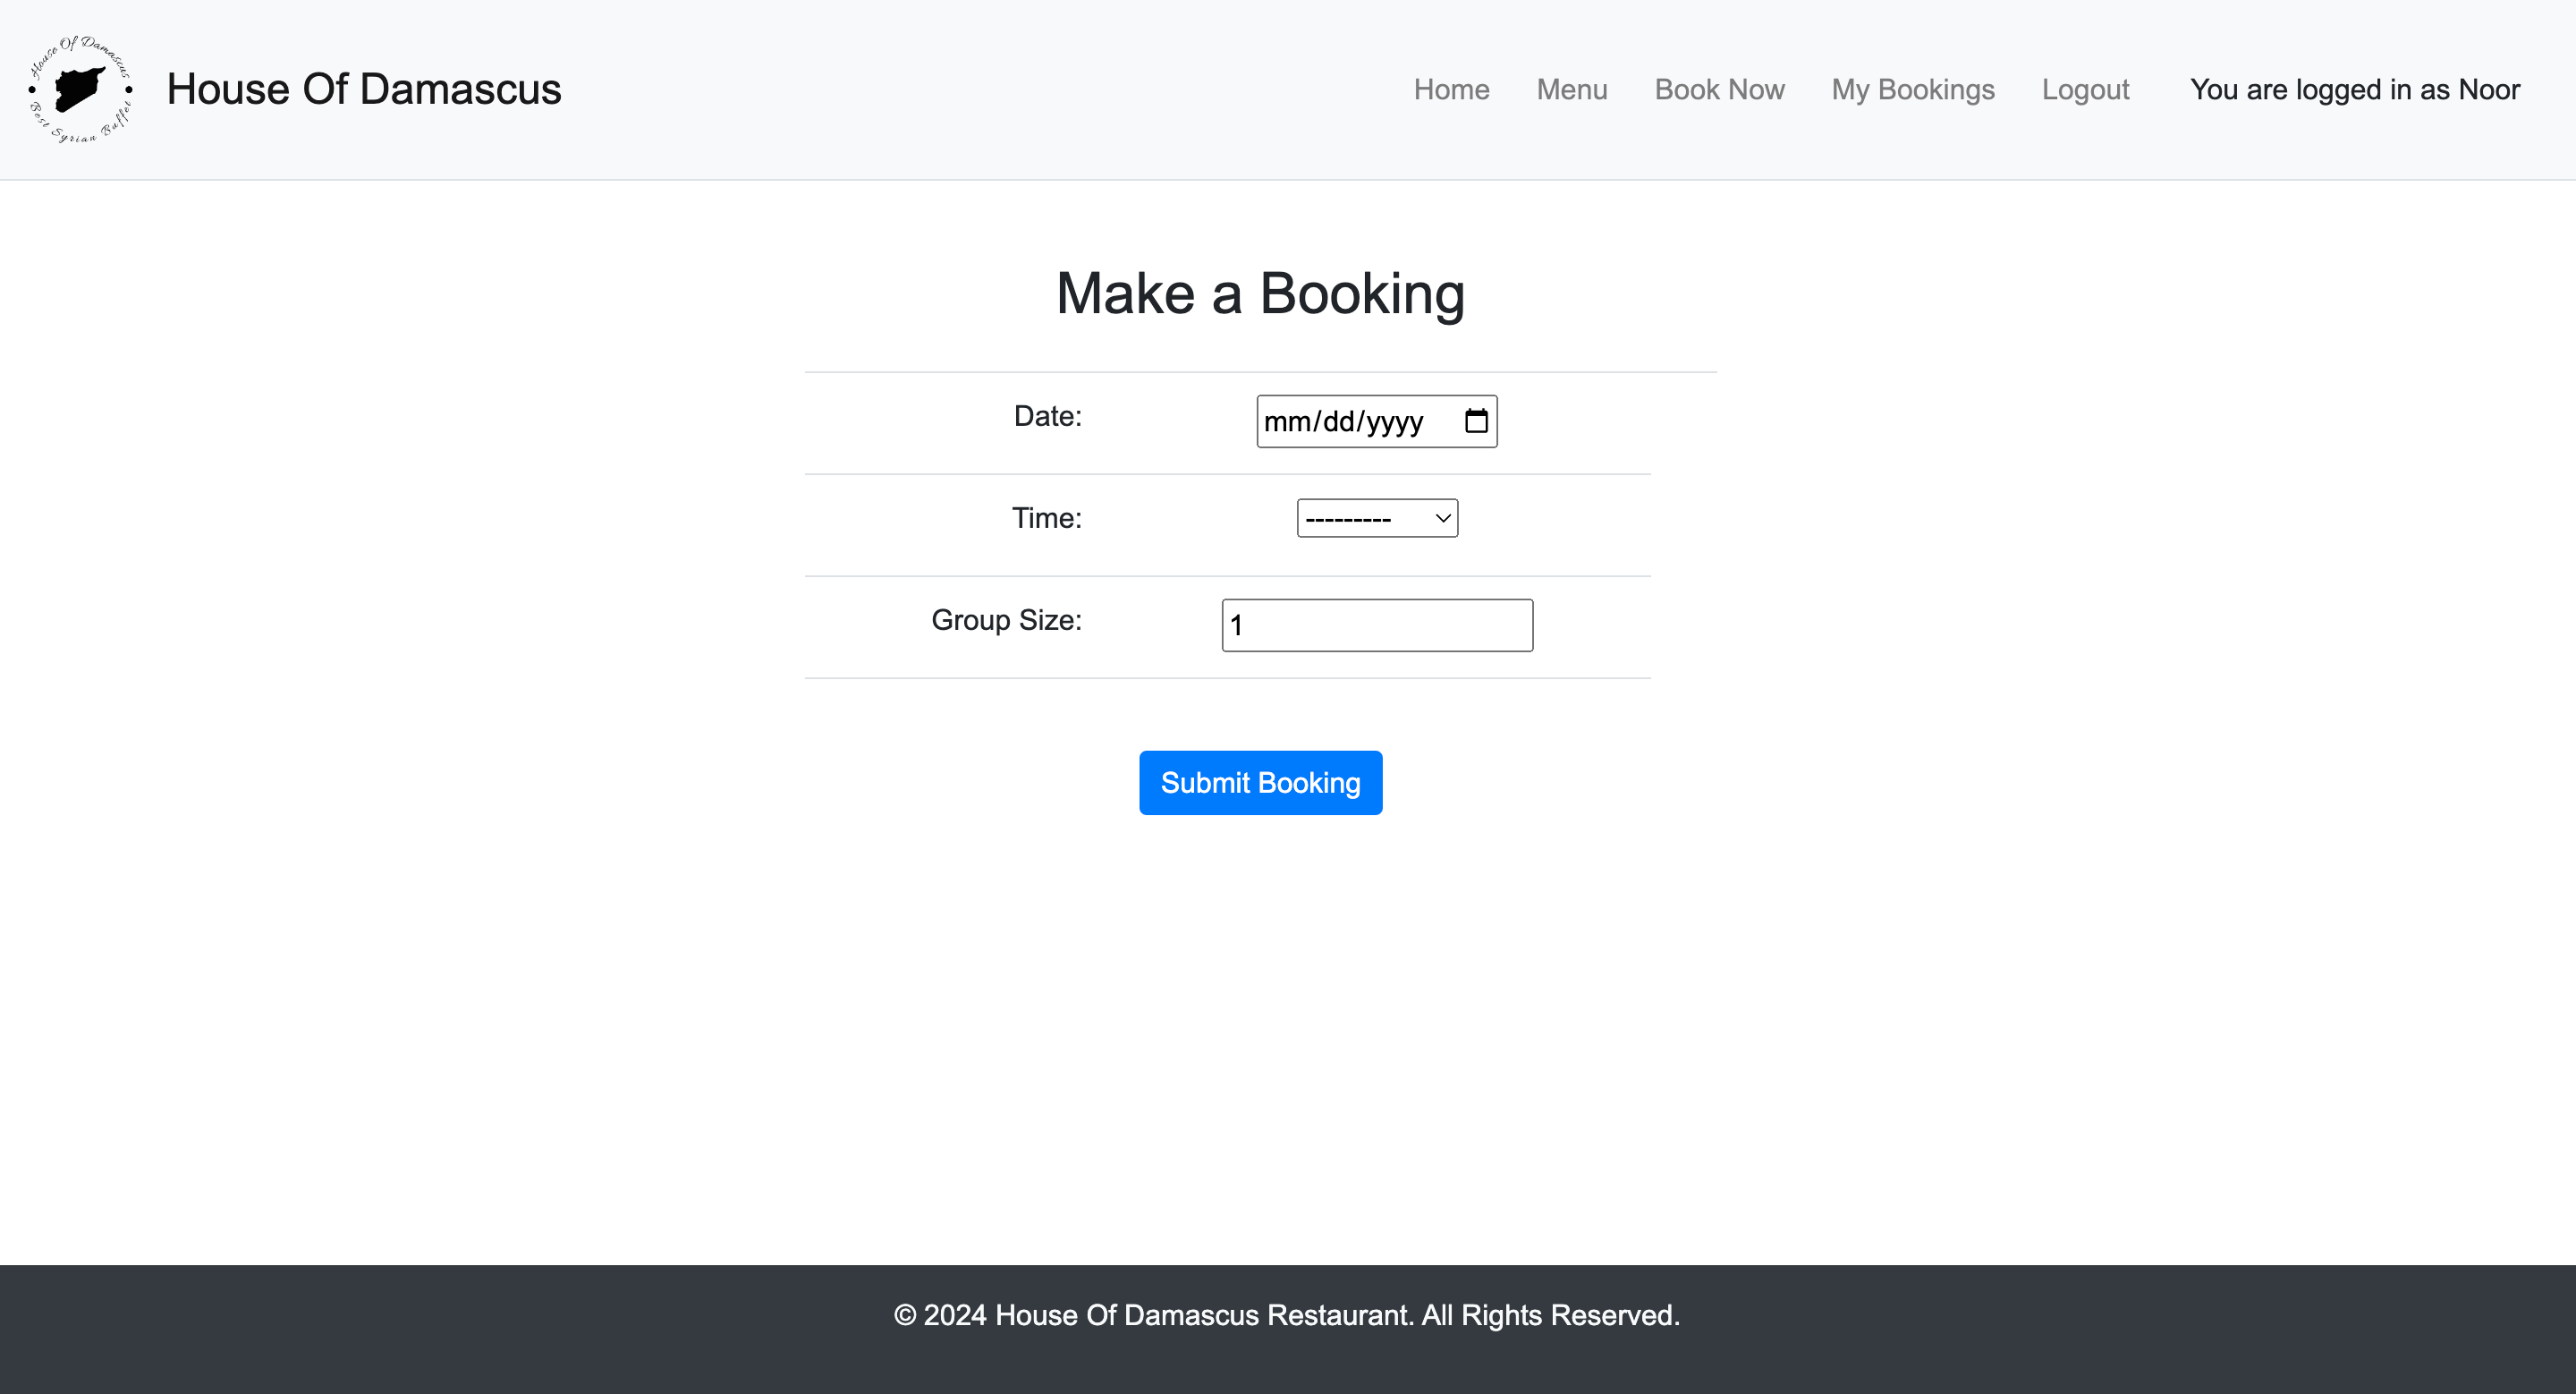 House Of Damascus
Best Syrian Buffet
House Of Damascus
Home Menu Book Now My Bookings Logout You are logged in as Noor
Make a Booking
Date: mm/dd/yyyy
Time: ---------
Group Size: 1
Submit Booking
© 2024 House Of Damascus Restaurant. All Rights Reserved.